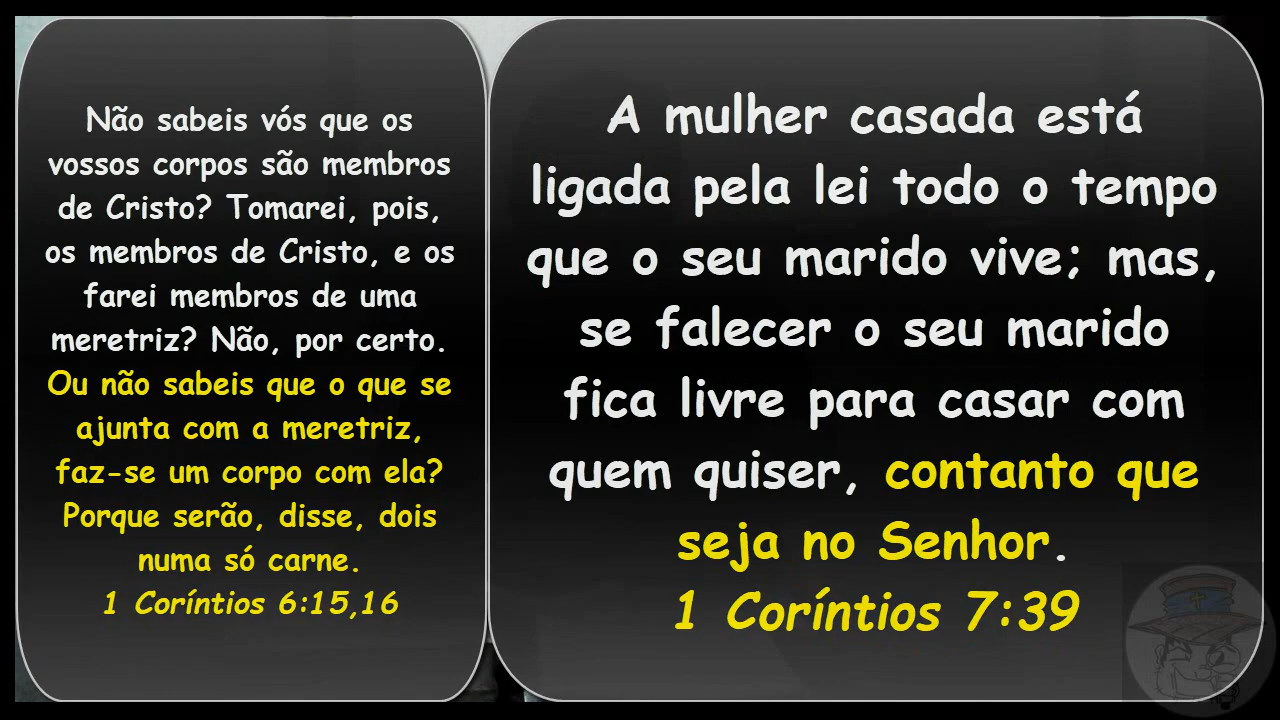 Não sabeis vós que os
vossos corpos são membros
de Cristo? Tomarei, pois,
os membros de Cristo, e os
farei membros de uma
meretriz? Não, por certo.
Ou não sabeis que o que se
ajunta com a meretriz,
faz-se um corpo com ela?
Porque serão, disse, dois
numa só carne.
1 Coríntios 6:15,16
A mulher casada está
ligada pela lei todo o tempo
que o seu marido vive; mas,
se falecer o seu marido
fica livre para casar com
quem quiser, contanto que
seja no Senhor.
1 Coríntios 7:39